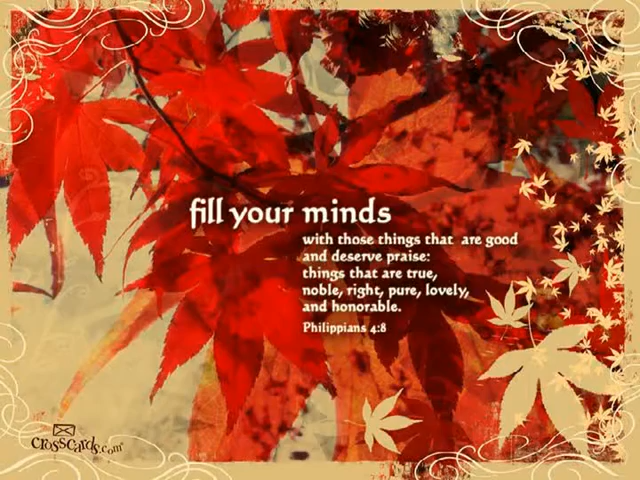 fill your minds
with those things that are good
and deserve praise:
things that are true,
noble, right, pure, lovely,
and honorable.
Philippians 4:8
crosscards.com